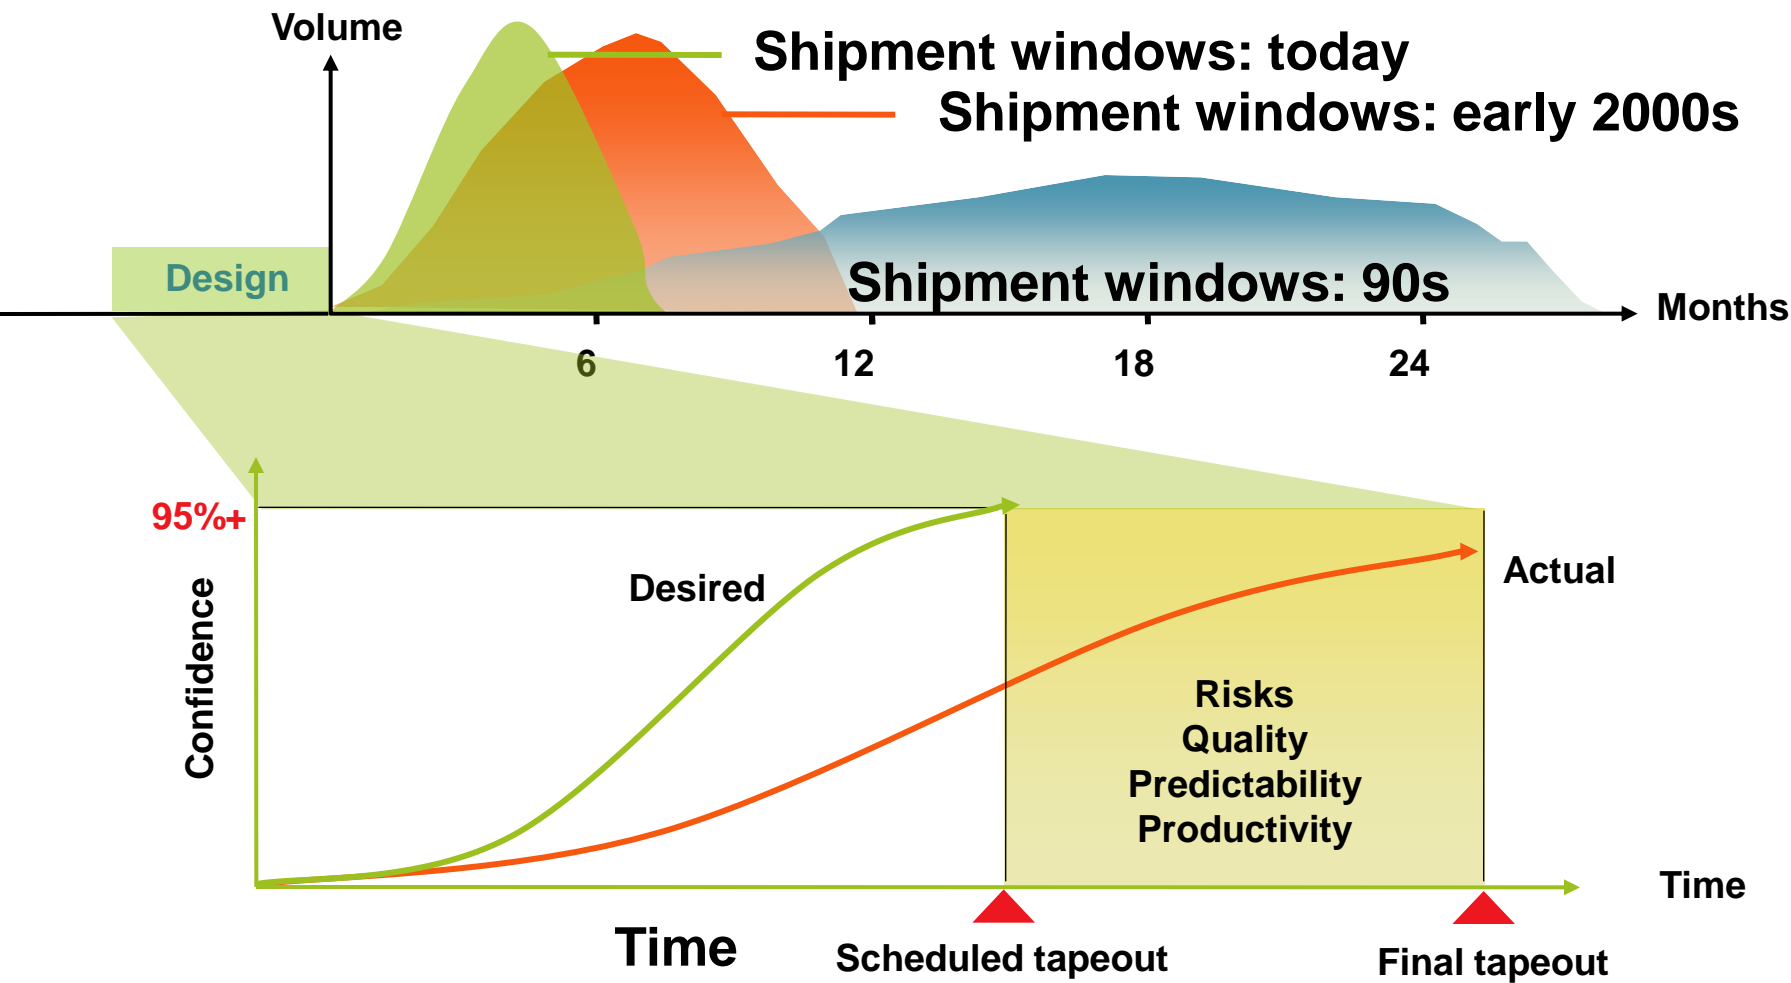 Volume
Shipment windows: today
Shipment windows: early 2000s
Design
Shipment windows: 90s
Months
6
12
18
24
95%+
Desired
Actual
Confidence
Risks
Quality
Predictability
Productivity
Time
Time
Scheduled tapeout
Final tapeout